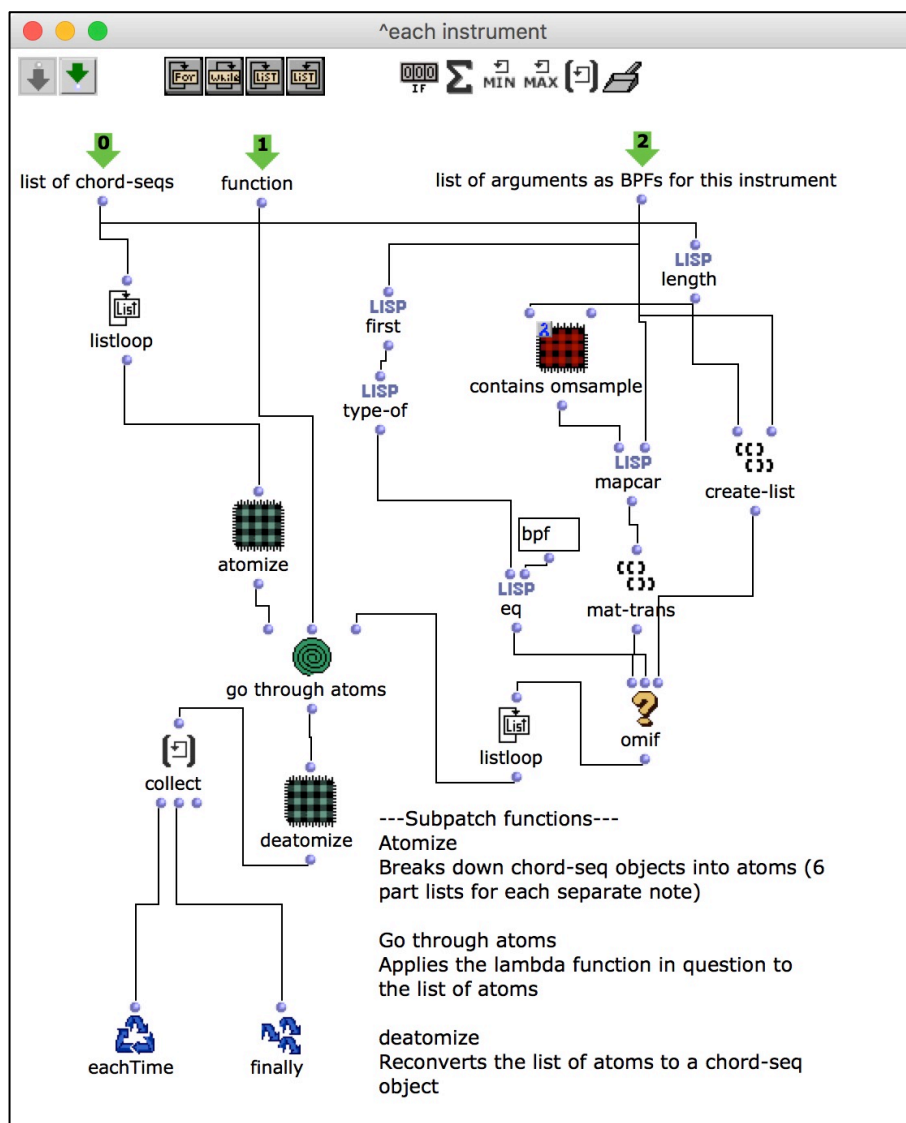 ^each instrument
For
While
LIST
LIST
000
IF
Σ
MIN
MAX
0
1
2
list of chord-seqs
function
list of arguments as BPFs for this instrument
LISP
length
List
listloop
LISP
first
LISP
type-of
contains omsample
LISP
mapcar
create-list
atomize
bpf
LISP
eq
mat-trans
go through atoms
List
listloop
?
omif
collect
deatomize
---Subpatch functions---
Atomize
Breaks down chord-seq objects into atoms (6
part lists for each separate note)
Go through atoms
Applies the lambda function in question to
the list of atoms
deatomize
Reconverts the list of atoms to a chord-seq
object
eachTime
finally